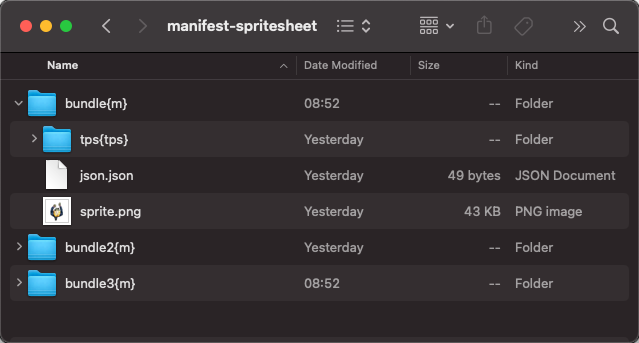 manifest-spritesheet
Name Date Modified Size Kind
bundle{m} 08:52 -- Folder
tps{tps} Yesterday -- Folder
json.json Yesterday 49 bytes JSON Document
sprite.png Yesterday 43 KB PNG image
bundle2{m} Yesterday -- Folder
bundle3{m} 08:52 -- Folder